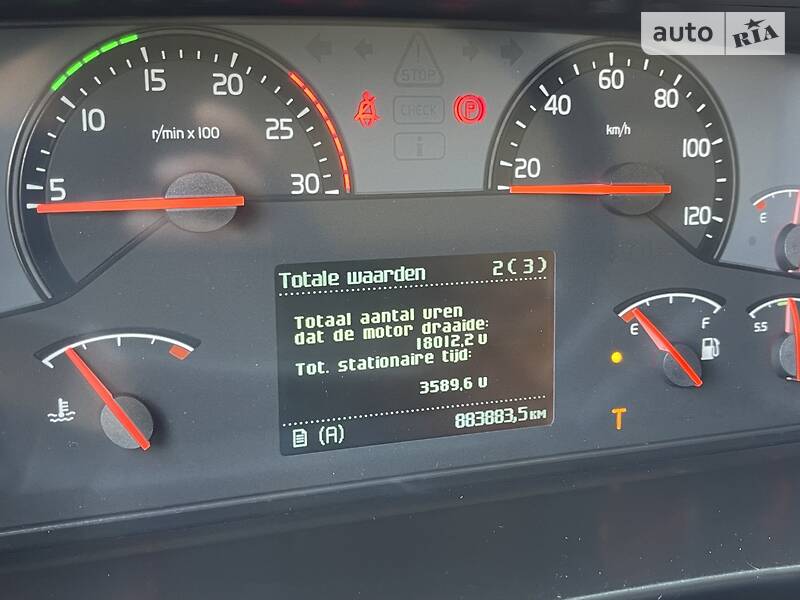 auto RIA
STOP
CHECK
i
P
5 10 15 20 25 30
r/min x 100
20 40 60 80 100 120
km/h
Totale waarden 2(3)
Totaal aantal uren
dat de motor draaide:
18012,2 U
Tot. stationaire tijd:
3589,6 U
(A) 883883,5 KM
E
E F
55
T